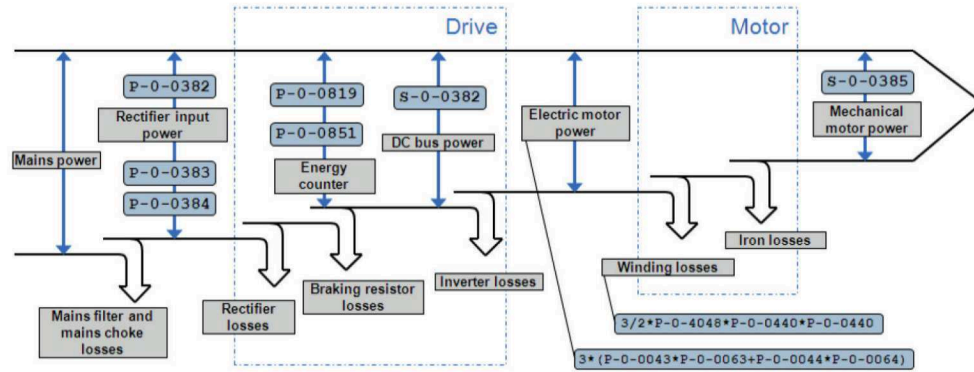 Drive
Motor
P-0-0382
Rectifier input
power
P-0-0383
P-0-0384
P-0-0819
P-0-0851
Energy
counter
S-0-0382
DC bus power
Electric motor
power
S-0-0385
Mechanical
motor power
Mains power
Mains filter and
mains choke
losses
Rectifier
losses
Braking resistor
losses
Inverter losses
Winding losses
Iron losses
3/2*P-0-4048*P-0-0440*P-0-0440
3*(P-0-0043*P-0-0063+P-0-0044*P-0-0064)